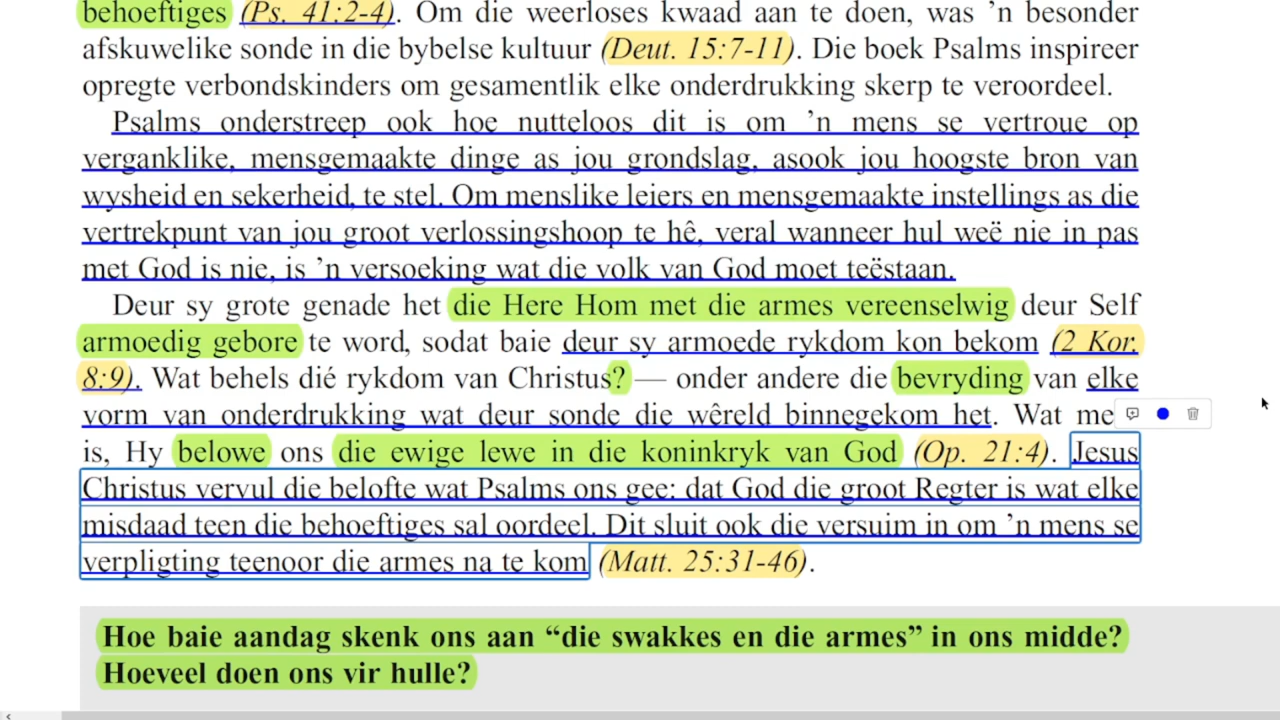 behoeftiges (Ps. 41:2-4). Om die weerloses kwaad aan te doen, was ’n besonder
afskuwelike sonde in die bybelse kultuur (Deut. 15:7-11). Die boek Psalms inspireer
opregte verbondskinders om gesamentlik elke onderdrukking skerp te veroordeel.
Psalms onderstreep ook hoe nutteloos dit is om ’n mens se vertroue op
verganklike, mensgemaakte dinge as jou grondslag, asook jou hoogste bron van
wysheid en sekerheid, te stel. Om menslike leiers en mensgemaakte instellings as die
vertrekpunt van jou groot verlossingshoop te hê, veral wanneer hul weë nie in pas
met God is nie, is ’n versoeking wat die volk van God moet teëstaan.
Deur sy grote genade het die Here Hom met die armes vereenselwig deur Self
armoedig gebore te word, sodat baie deur sy armoede rykdom kon bekom (2 Kor.
8:9). Wat behels dié rykdom van Christus? — onder andere die bevryding van elke
vorm van onderdrukking wat deur sonde die wêreld binnegekom het. Wat me
is, Hy belowe ons die ewige lewe in die koninkryk van God (Op. 21:4). Jesus
Christus vervul die belofte wat Psalms ons gee: dat God die groot Regter is wat elke
misdaad teen die behoeftiges sal oordeel. Dit sluit ook die versuim in om ’n mens se
verpligting teenoor die armes na te kom (Matt. 25:31-46).
Hoe baie aandag skenk ons aan “die swakkes en die armes” in ons midde?
Hoeveel doen ons vir hulle?